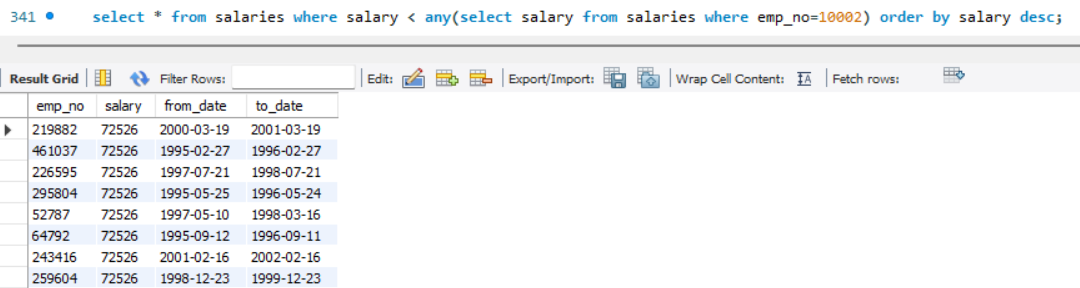 341 select * from salaries where salary < any(select salary from salaries where emp_no=10002) order by salary desc;
Result Grid Filter Rows: Edit: Export/Import: Wrap Cell Content: IA Fetch rows:
emp_no salary from_date to_date
219882 72526 2000-03-19 2001-03-19
461037 72526 1995-02-27 1996-02-27
226595 72526 1997-07-21 1998-07-21
295804 72526 1995-05-25 1996-05-24
52787 72526 1997-05-10 1998-03-16
64792 72526 1995-09-12 1996-09-11
243416 72526 2001-02-16 2002-02-16
259604 72526 1998-12-23 1999-12-23